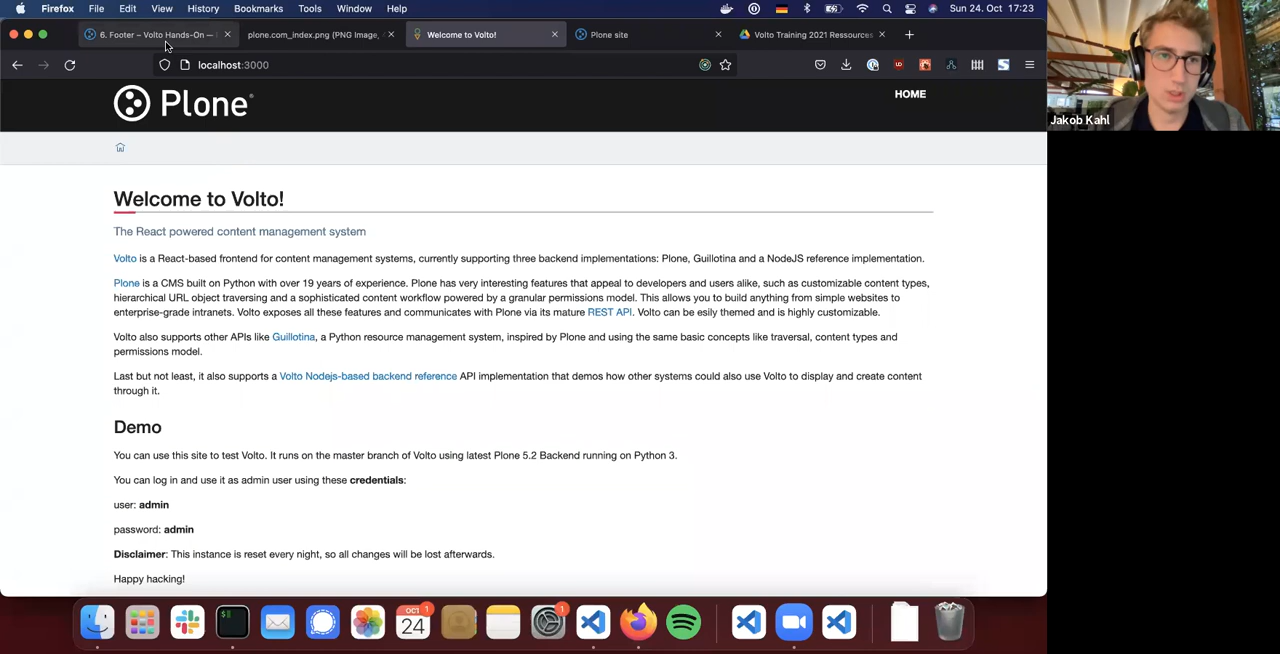 Firefox File Edit View History Bookmarks Tools Window Help Sun 24. Oct 17:23
6. Footer – Volto Hands-On — plone.com_index.png (PNG Image, Welcome to Volto! Plone site Volto Training 2021 Ressources
localhost:3000
Plone
HOME
Welcome to Volto!
The React powered content management system
Volto is a React-based frontend for content management systems, currently supporting three backend implementations: Plone, Guillotina and a NodeJS reference implementation.
Plone is a CMS built on Python with over 19 years of experience. Plone has very interesting features that appeal to developers and users alike, such as customizable content types,
hierarchical URL object traversing and a sophisticated content workflow powered by a granular permissions model. This allows you to build anything from simple websites to
enterprise-grade intranets. Volto exposes all these features and communicates with Plone via its mature REST API. Volto can be esily themed and is highly customizable.
Volto also supports other APIs like Guillotina, a Python resource management system, inspired by Plone and using the same basic concepts like traversal, content types and
permissions model.
Last but not least, it also supports a Volto Nodejs-based backend reference API implementation that demos how other systems could also use Volto to display and create content
through it.
Demo
You can use this site to test Volto. It runs on the master branch of Volto using latest Plone 5.2 Backend running on Python 3.
You can log in and use it as admin user using these credentials:
user: admin
password: admin
Disclaimer: This instance is reset every night, so all changes will be lost afterwards.
Happy hacking!
Jakob Kahl
OCT 1
24
1